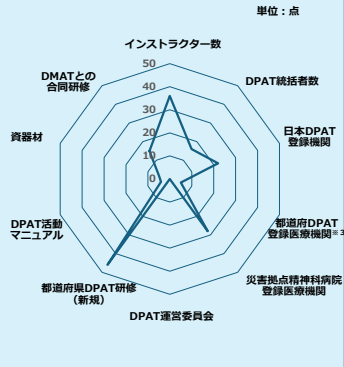 単位：点
インストラクター数
DPAT統括者数
日本DPAT
登録機関
都道府DPAT
登録医療機関※3
災害拠点精神科病院
登録医療機関
DPAT運営委員会
都道府県DPAT研修
（新規）
DPAT活動
マニュアル
資器材
DMATとの
合同研修
50
40
30
20
10
0